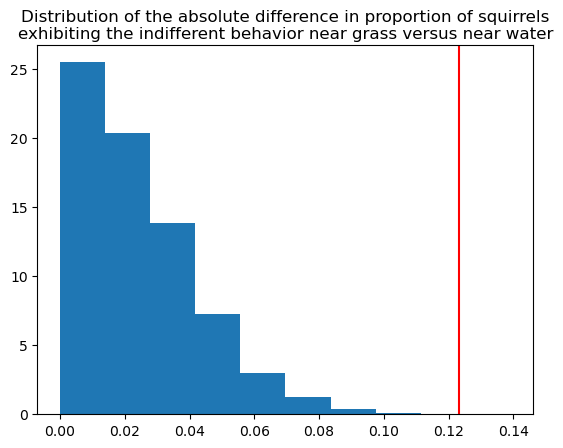 Distribution of the absolute difference in proportion of squirrels
exhibiting the indifferent behavior near grass versus near water
25
20
15
10
5
0
0.00 0.02 0.04 0.06 0.08 0.10 0.12 0.14